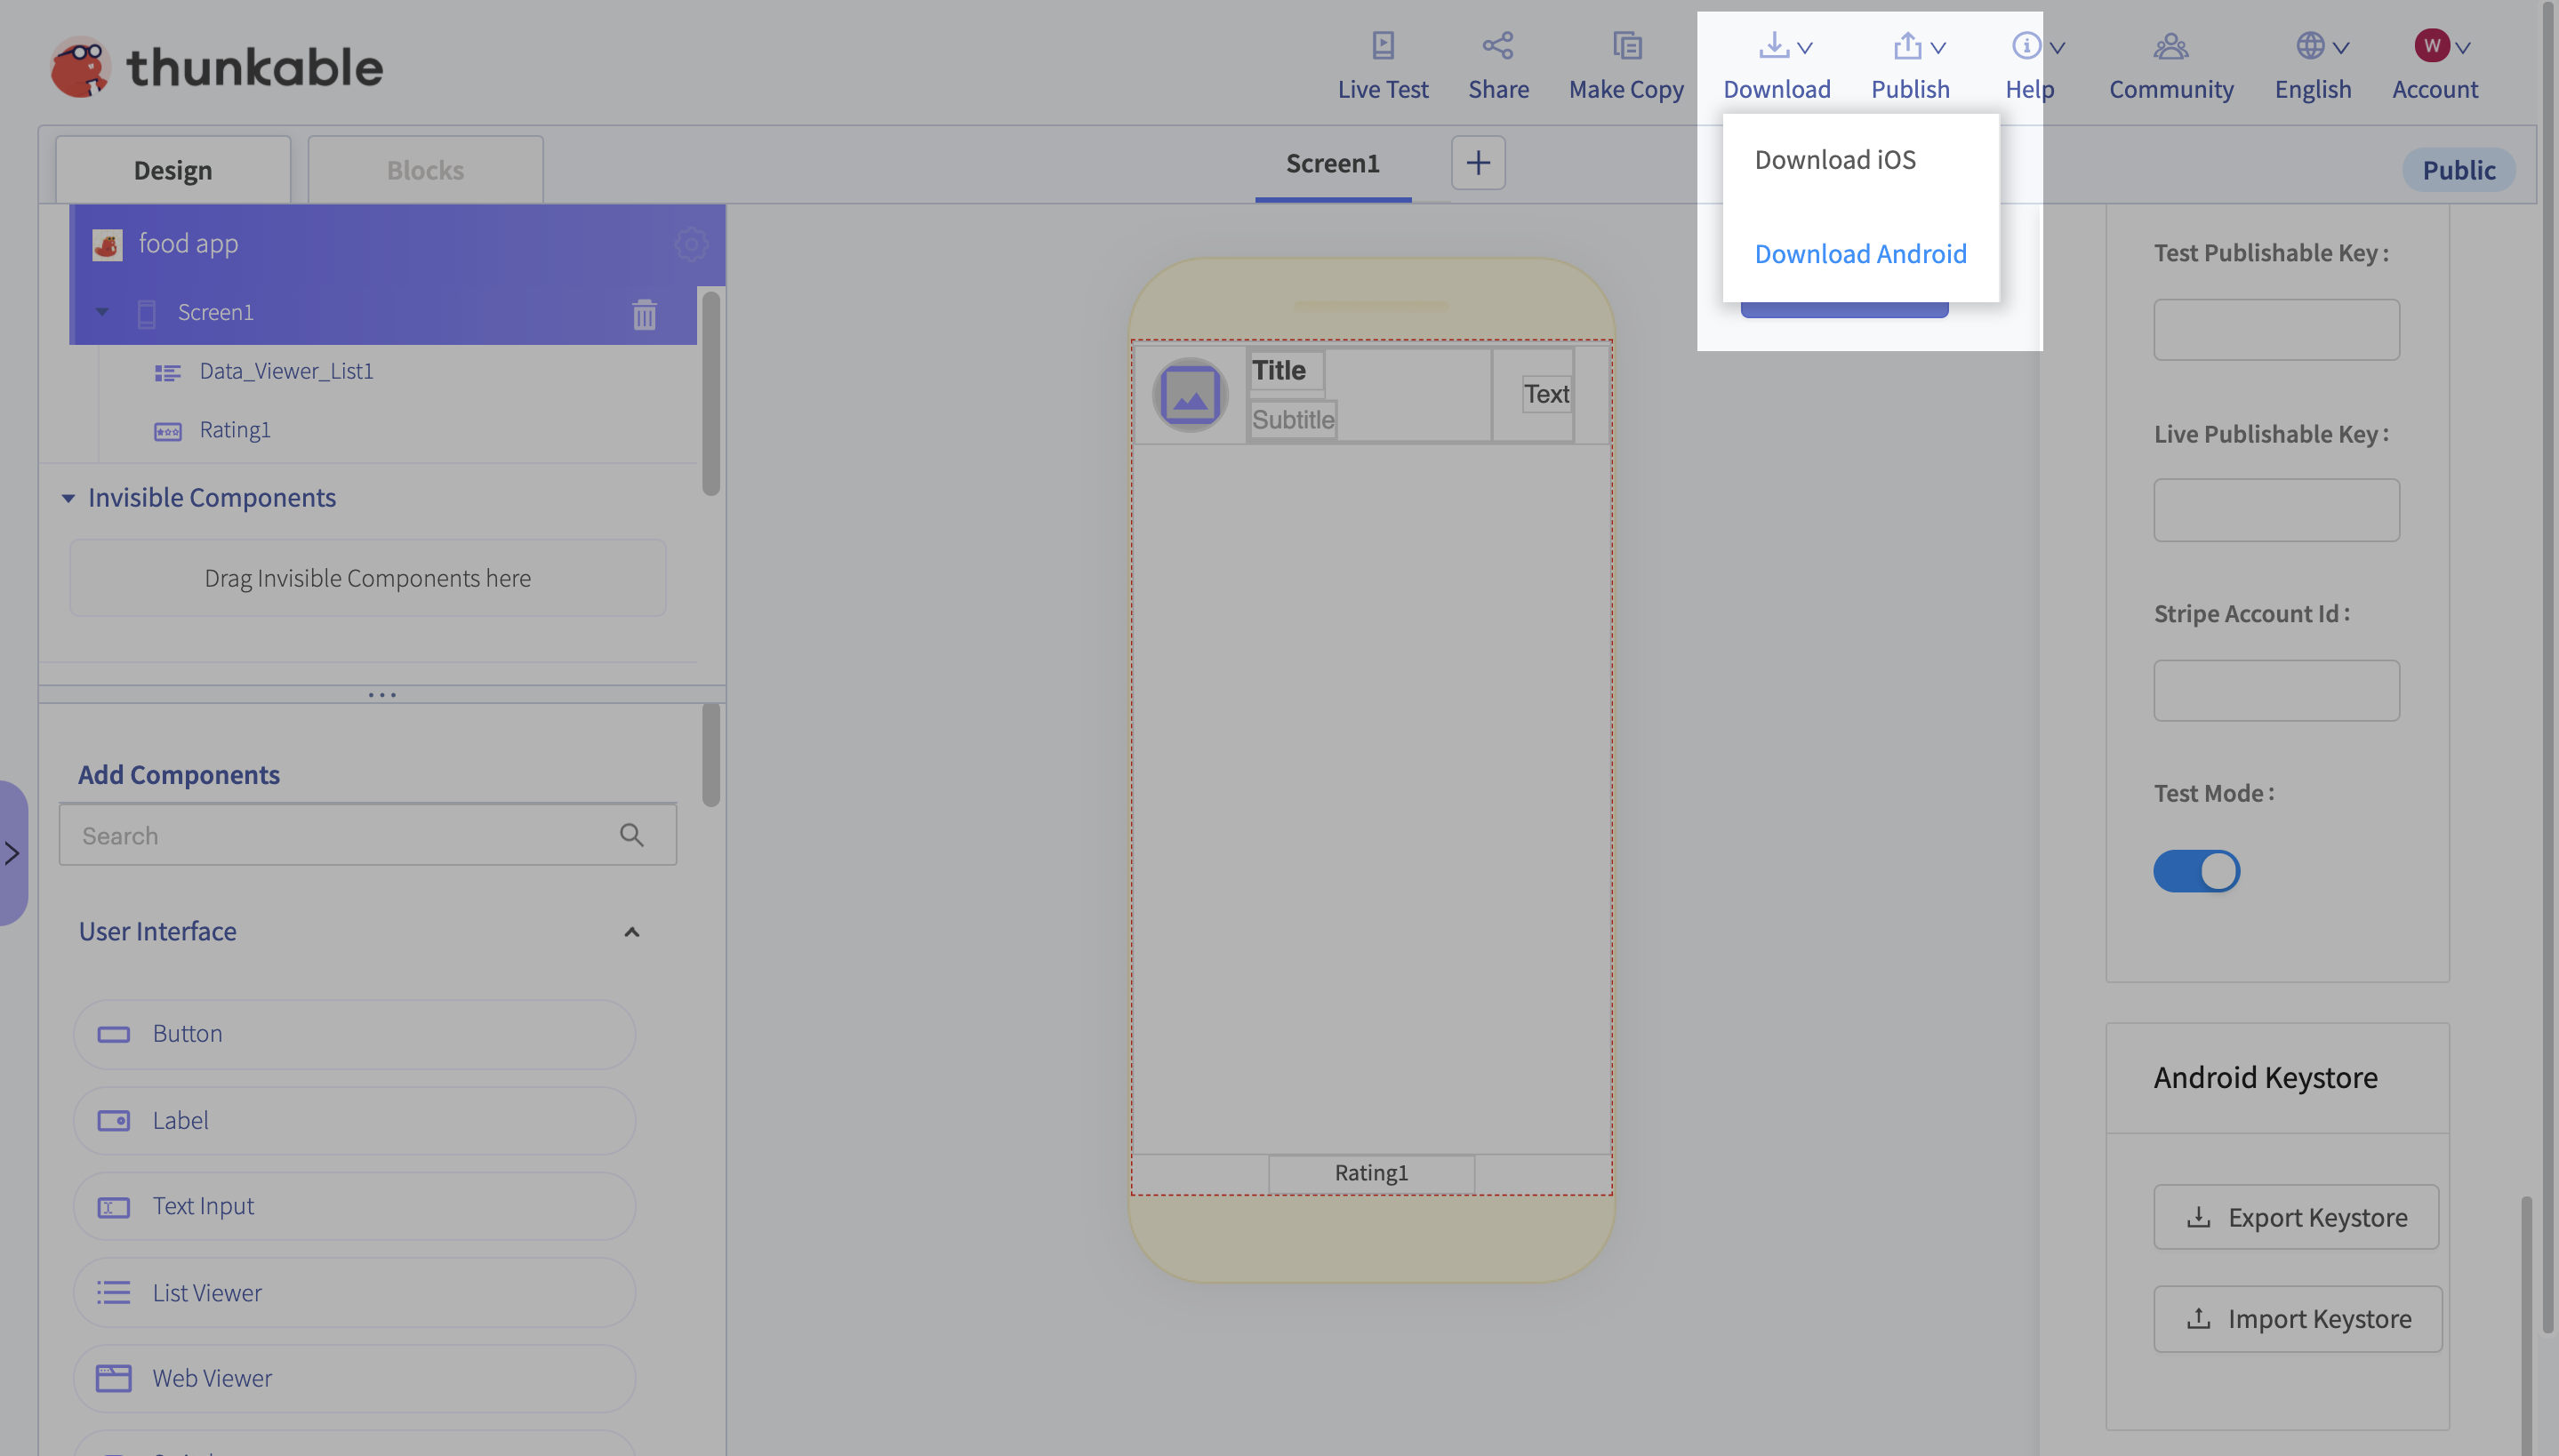 thunkable
Live Test
Share
Make Copy
Download
Publish
Help
Community
English
W
Account
Design
Blocks
Screen1
Public
Download iOS
Download Android
food app
Screen1
Data_Viewer_List1
Rating1
Invisible Components
Drag Invisible Components here
Add Components
Search
User Interface
Button
Label
Text Input
List Viewer
Web Viewer
Title
Subtitle
Text
Rating1
Test Publishable Key :
Live Publishable Key :
Stripe Account Id :
Test Mode :
Android Keystore
Export Keystore
Import Keystore